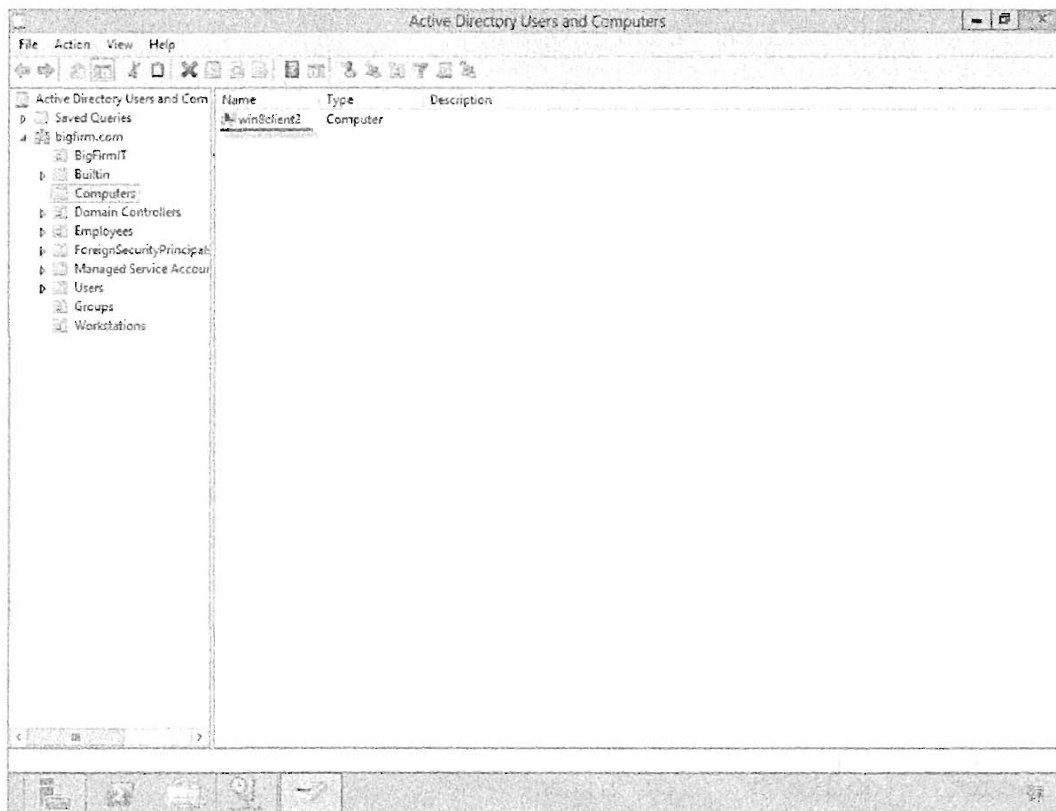 Active Directory Users and Computers
File Action View Help
Active Directory Users and Com
Saved Queries
bigfirm.com
BigFirmIT
Builtin
Computers
Domain Controllers
Employees
ForeignSecurityPrincipals
Managed Service Accour
Users
Groups
Workstations
Name Type Description
win8client2 Computer